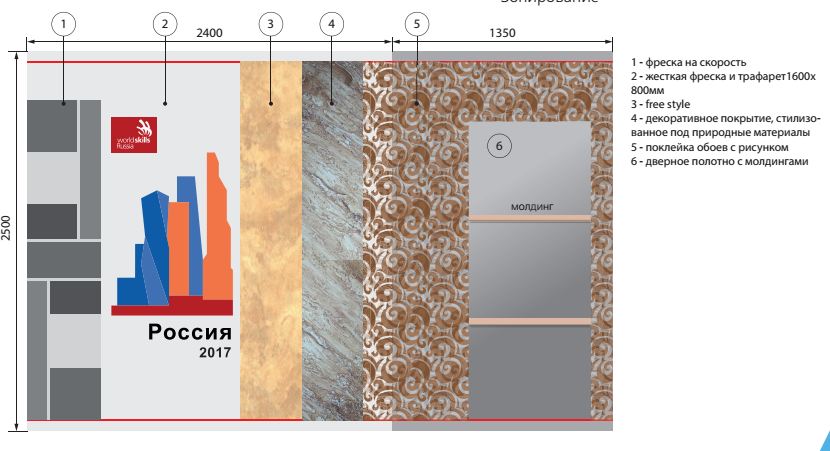 Зонирование
1 2 3 4 5
2400 1350
2500
1 - фреска на скорость
2 - жесткая фреска и трафарет1600х
800мм
3 - free style
4 - декоративное покрытие, стилизо-
ванное под природные материалы
5 - поклейка обоев с рисунком
6 - дверное полотно с молдингами
worldskills
Russia
6
молдинг
Россия
2017